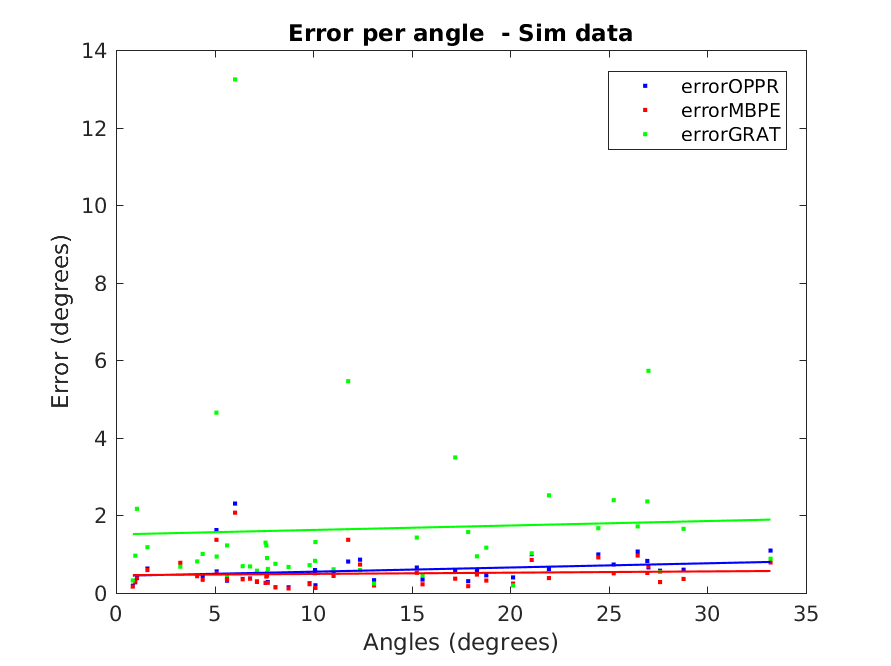 Error per angle - Sim data
14
12
10
8
6
4
2
0
Error (degrees)
errorOPPR
errorMBPE
errorGRAT
0 5 10 15 20 25 30 35
Angles (degrees)